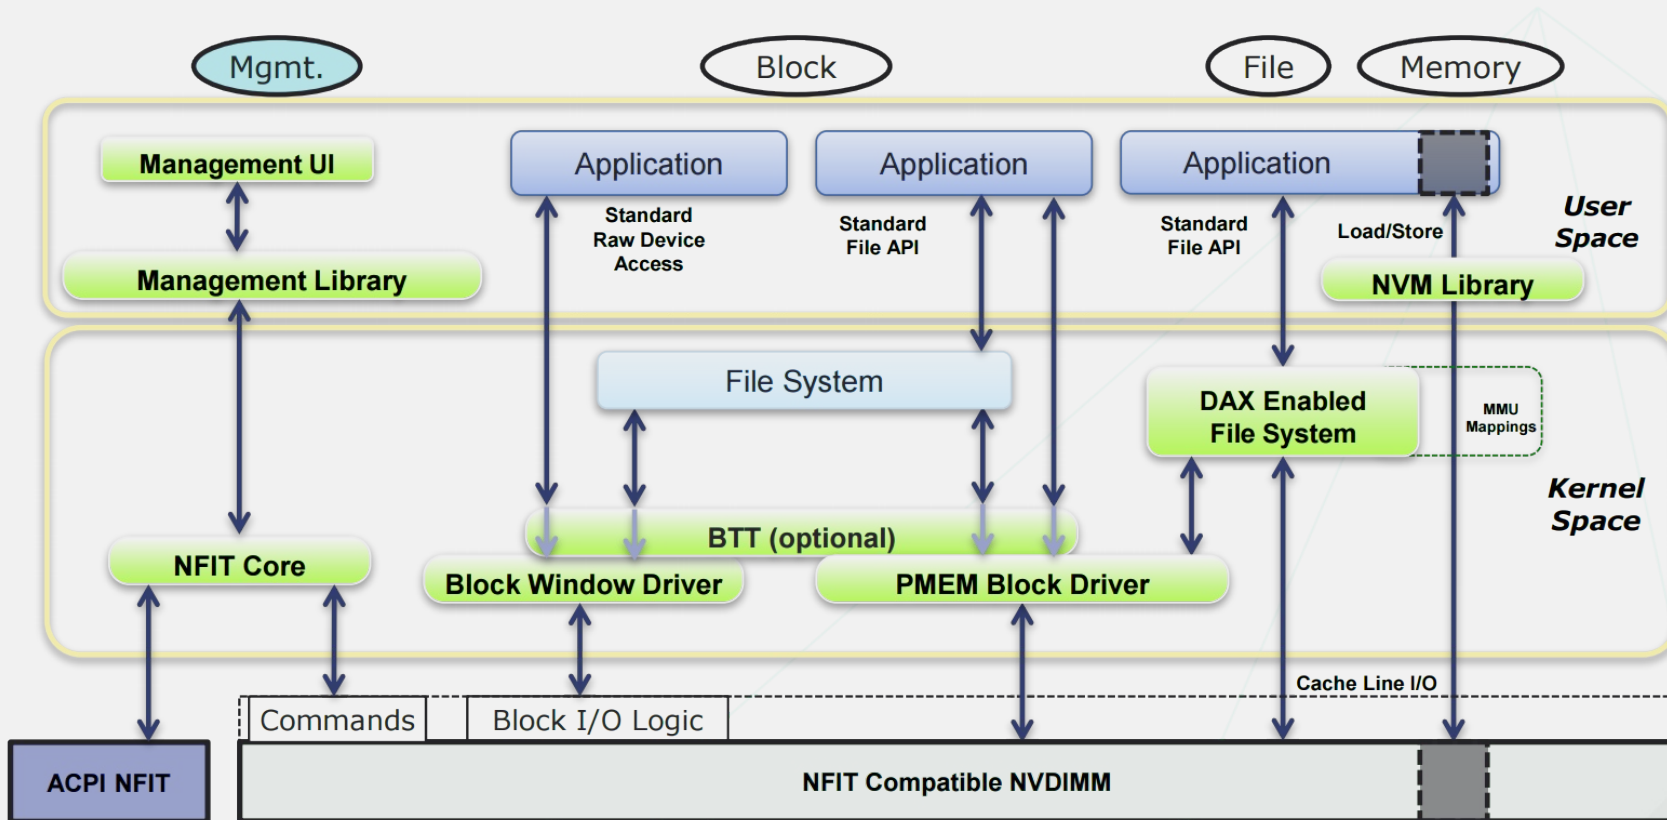 Mgmt.
Block
File
Memory
Management UI
Application
Application
Application
Standard
Raw Device
Access
Standard
File API
Standard
File API
Load/Store
User
Space
Management Library
NVM Library
File System
DAX Enabled
File System
MMU
Mappings
Kernel
Space
BTT (optional)
NFIT Core
Block Window Driver
PMEM Block Driver
Cache Line I/O
Commands
Block I/O Logic
ACPI NFIT
NFIT Compatible NVDIMM